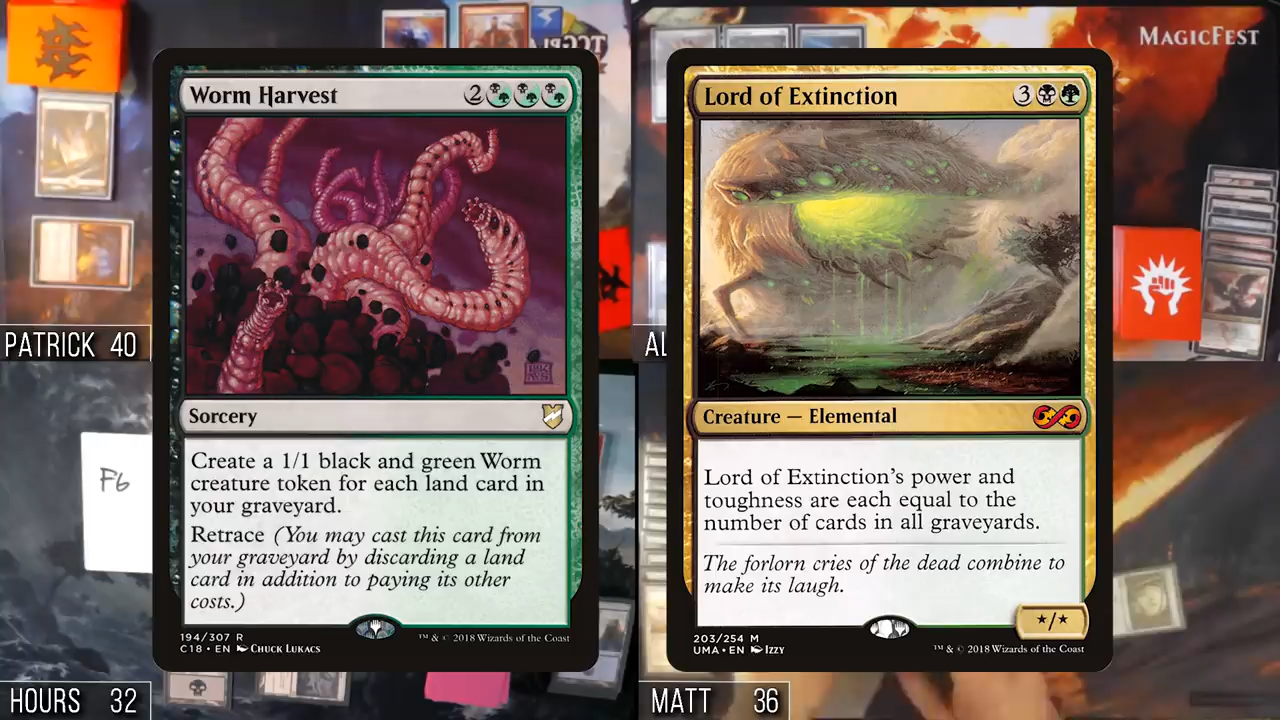 MAGICFEST
PATRICK 40
AL
F6
HOURS 32
MATT 36
Worm Harvest 2
Sorcery
Create a 1/1 black and green Worm
creature token for each land card in
your graveyard.
Retrace (You may cast this card from
your graveyard by discarding a land
card in addition to paying its other
costs.)
194/307 R
C18 • EN CHUCK LUKACS
™ & © 2018 Wizards of the Coast
Lord of Extinction 3
Creature — Elemental
Lord of Extinction's power and
toughness are each equal to the
number of cards in all graveyards.
The forlorn cries of the dead combine to
make its laugh.
*/*
203/254 M
UMA • EN IZZY
™ & © 2018 Wizards of the Coast